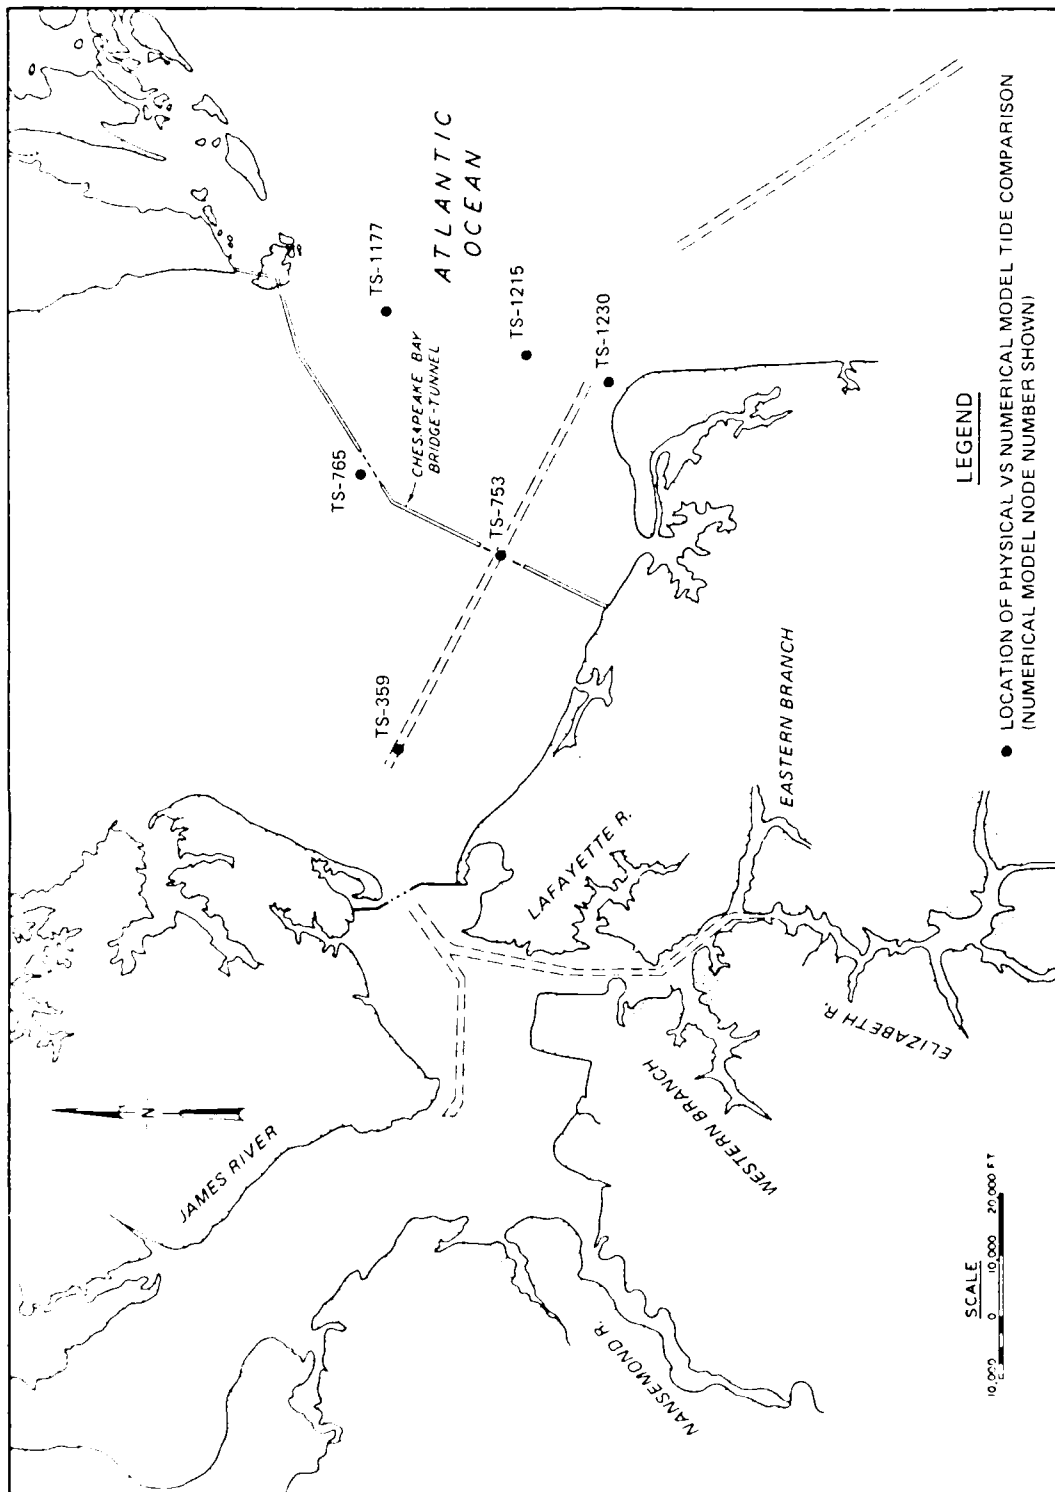 ATLANTIC
OCEAN
TS-1177
TS-1215
TS-1230
TS-765
CHESAPEAKE BAY
BRIDGE-TUNNEL
TS-753
TS-359
LAFAYETTE R.
EASTERN BRANCH
ELIZABETH R.
WESTERN BRANCH
JAMES RIVER
NANSEMOND R.
N
SCALE
10,000 0 10,000 20,000 FT
LEGEND
LOCATION OF PHYSICAL VS NUMERICAL MODEL TIDE COMPARISON
(NUMERICAL MODEL NODE NUMBER SHOWN)